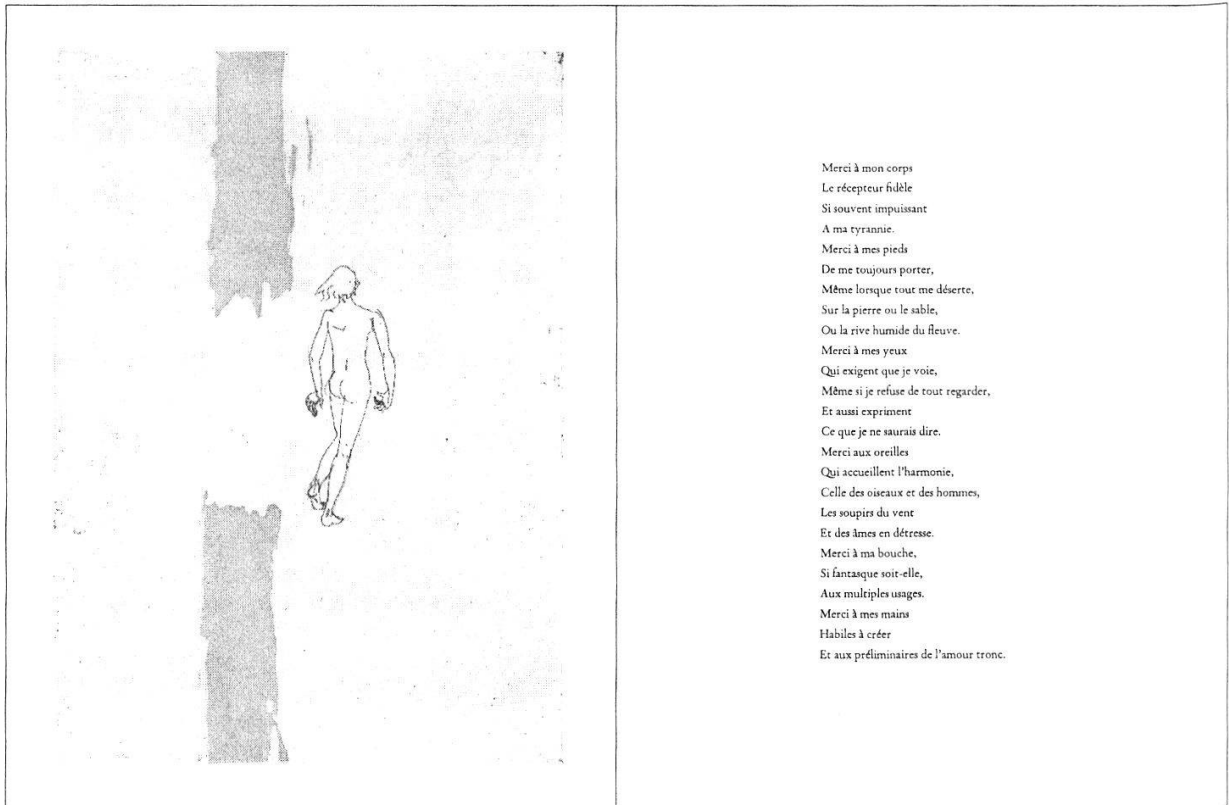 Merci à mon corps
Le récepteur fidèle
Si souvent impuissant
A ma tyrannie.
Merci à mes pieds
De me toujours porter,
Même lorsque tout me déserte,
Sur la pierre ou le sable,
Ou la rive humide du fleuve.
Merci à mes yeux
Qui exigent que je voie,
Même si je refuse de tout regarder,
Et aussi expriment
Ce que je ne saurais dire.
Merci aux oreilles
Qui accueillent l'harmonie,
Celle des oiseaux et des hommes,
Les soupirs du vent
Et des âmes en détresse.
Merci à ma bouche,
Si fantasque soit-elle,
Aux multiples usages.
Merci à mes mains
Habiles à créer
Et aux préliminaires de l'amour tronc.